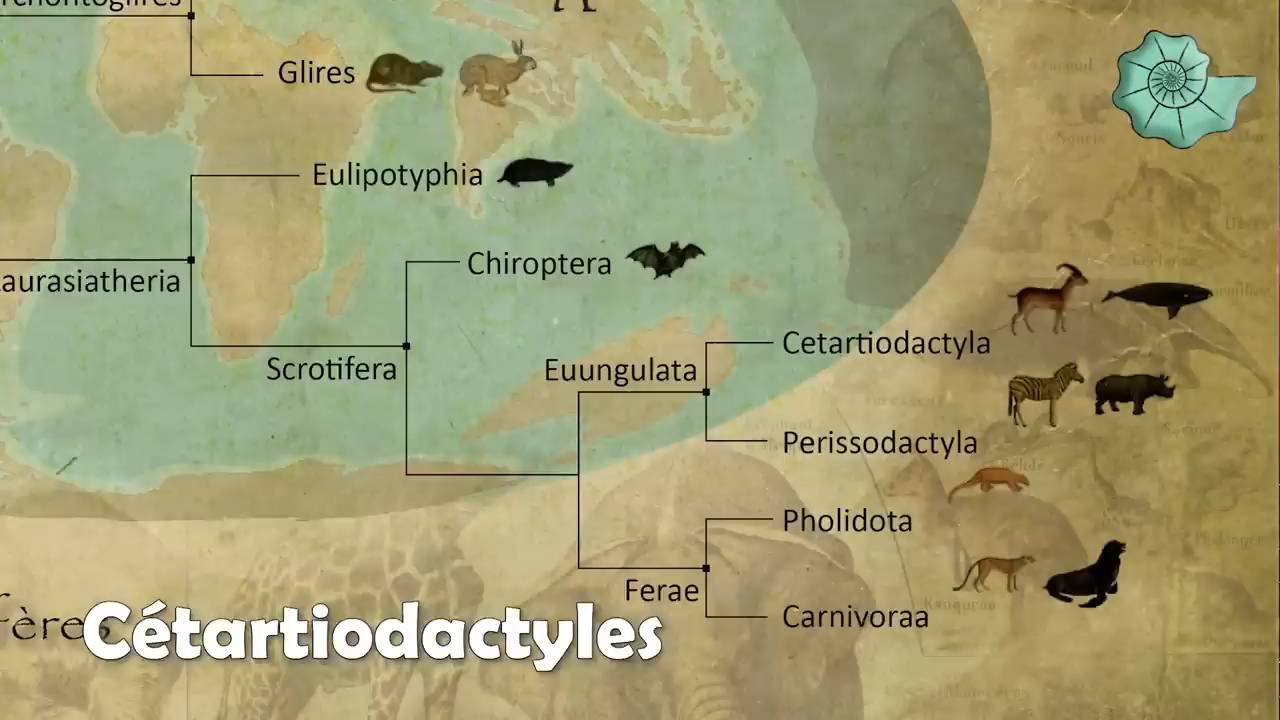 Glires
Eulipotyphia
Chiroptera
aurasiatheria
Cetartiodactyla
Scrotifera
Euungulata
Perissodactyla
Pholidota
Ferae
Carnivoraa
Cétartiodactyles